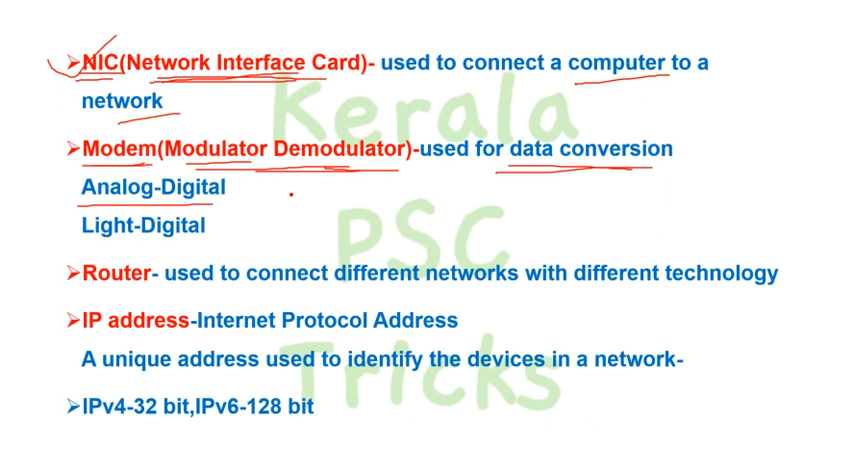 ➢NIC(Network Interface Card)- used to connect a computer to a
network
➢Modem(Modulator Demodulator)-used for data conversion
Analog-Digital
Light-Digital
➢Router- used to connect different networks with different technology
➢IP address-Internet Protocol Address
A unique address used to identify the devices in a network-
➢IPv4-32 bit,IPv6-128 bit
Kerala
PSC
Tricks